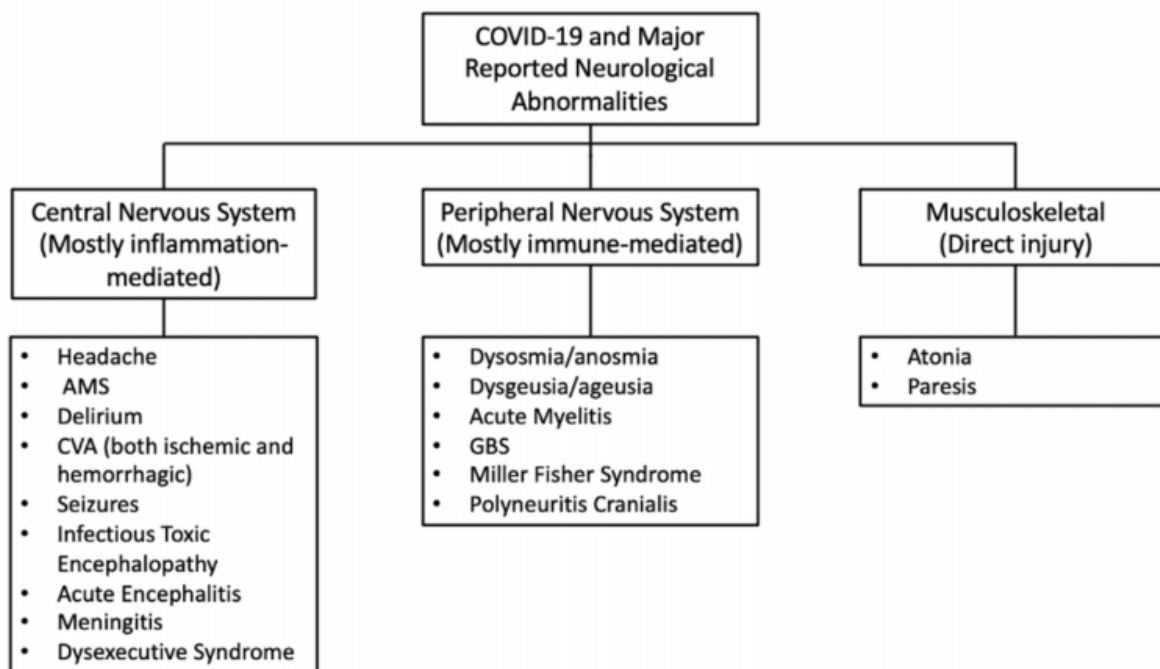 COVID-19 and Major
Reported Neurological
Abnormalities
Central Nervous System
(Mostly inflammation-
mediated)
Peripheral Nervous System
(Mostly immune-mediated)
Musculoskeletal
(Direct injury)
• Headache
• AMS
• Delirium
• CVA (both ischemic and
hemorrhagic)
• Seizures
• Infectious Toxic
Encephalopathy
• Acute Encephalitis
• Meningitis
• Dysexecutive Syndrome
• Dysosmia/anosmia
• Dysgeusia/ageusia
• Acute Myelitis
• GBS
• Miller Fisher Syndrome
• Polyneuritis Cranialis
• Atonia
• Paresis